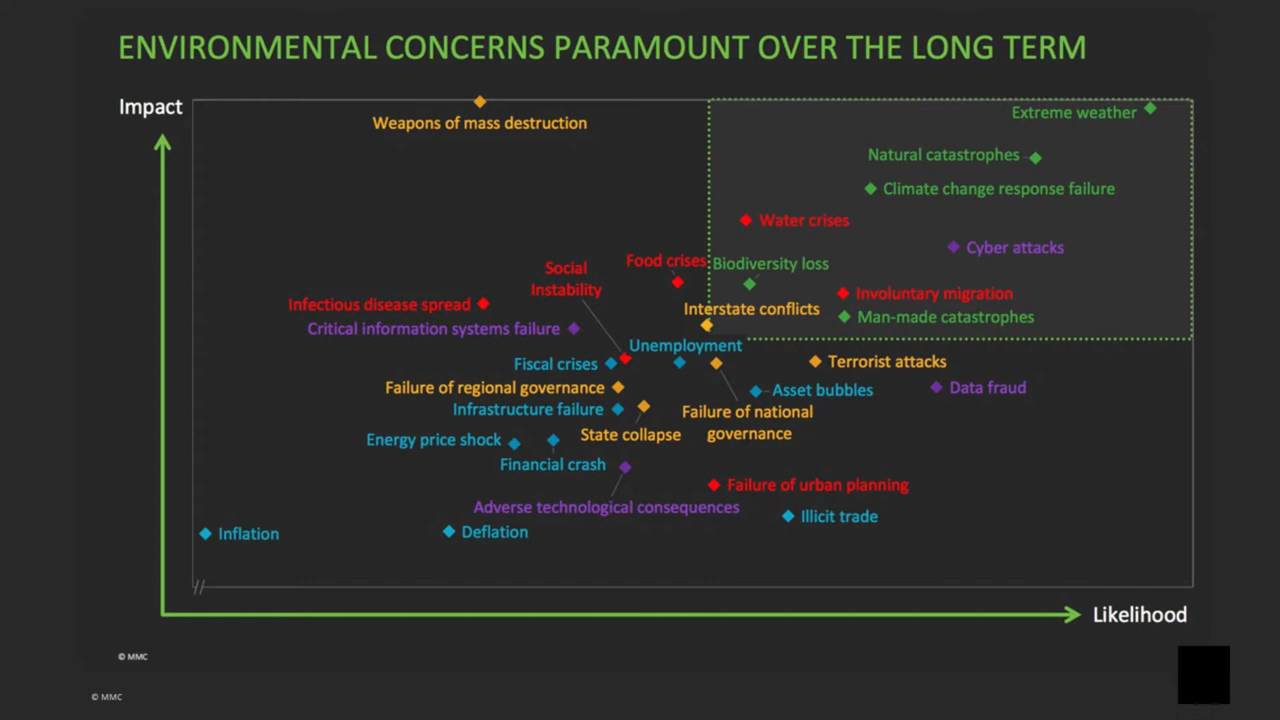 ENVIRONMENTAL CONCERNS PARAMOUNT OVER THE LONG TERM
Impact
Weapons of mass destruction
Extreme weather
Natural catastrophes
Climate change response failure
Water crises
Cyber attacks
Food crises
Biodiversity loss
Social
Instability
Involuntary migration
Infectious disease spread
Interstate conflicts
Man-made catastrophes
Critical information systems failure
Unemployment
Fiscal crises
Terrorist attacks
Failure of regional governance
Asset bubbles
Data fraud
Infrastructure failure
Failure of national
governance
State collapse
Energy price shock
Financial crash
Failure of urban planning
Adverse technological consequences
Illicit trade
Inflation
Deflation
Likelihood
© MMC
© MMC